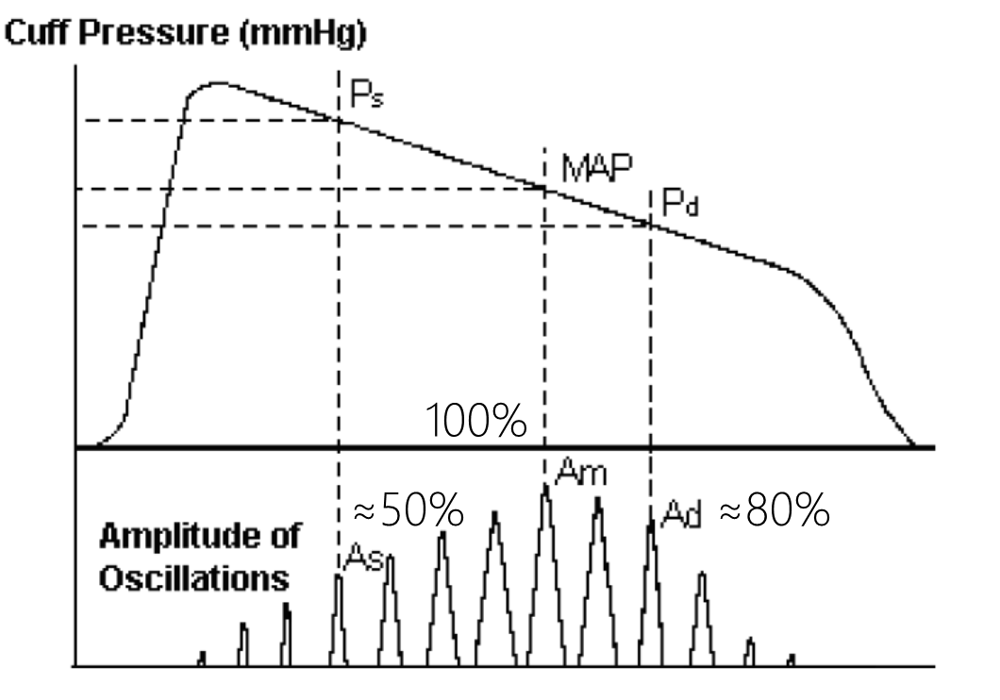 Cuff Pressure (mmHg)
Ps
MAP
Pd
100%
Am
≈50%
Ad ≈80%
As
Amplitude of
Oscillations